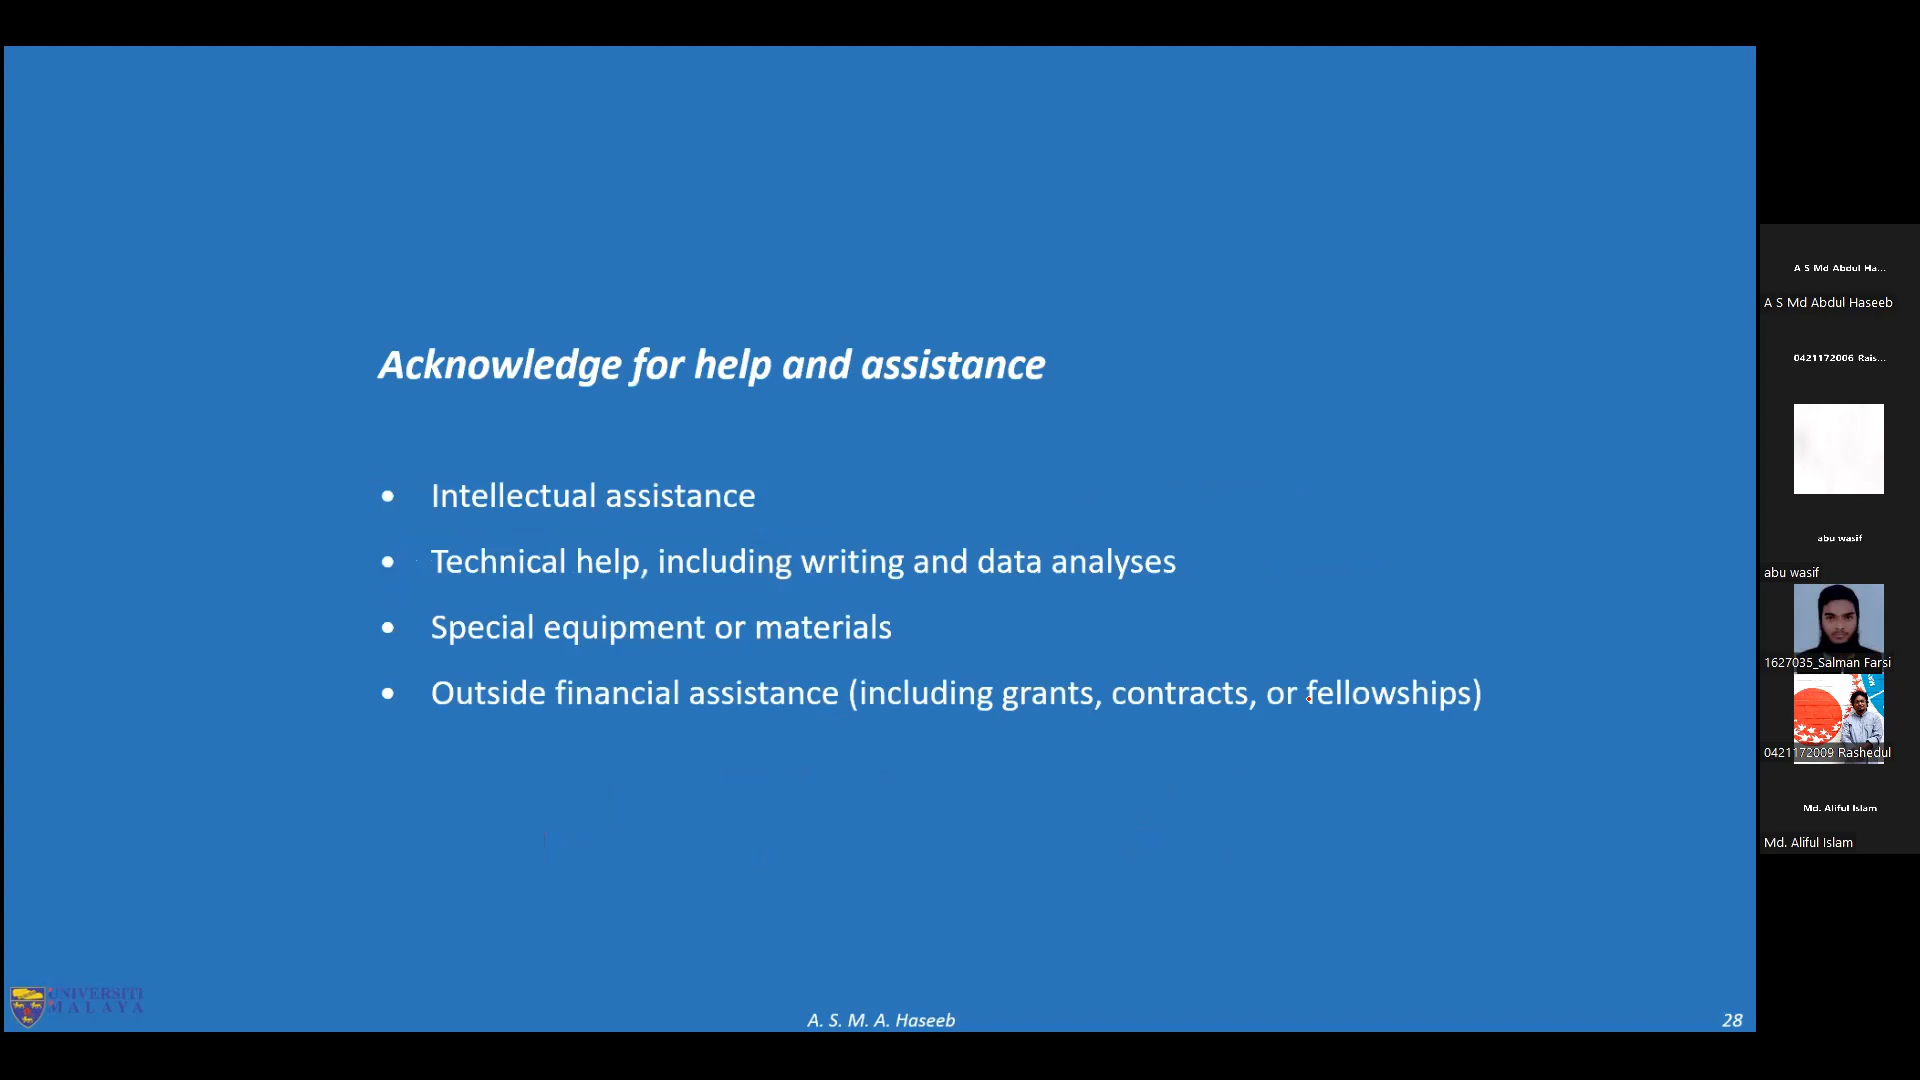 Acknowledge for help and assistance
• Intellectual assistance
• Technical help, including writing and data analyses
• Special equipment or materials
• Outside financial assistance (including grants, contracts, or fellowships)
UNIVERSITI
MALAYA
A. S. M. A. Haseeb
28
A S Md Abdul Ha...
A S Md Abdul Haseeb
0421172006 Rais...
abu wasif
abu wasif
1627035_Salman Farsi
0421172009 Rashedul
Md. Aliful Islam
Md. Aliful Islam